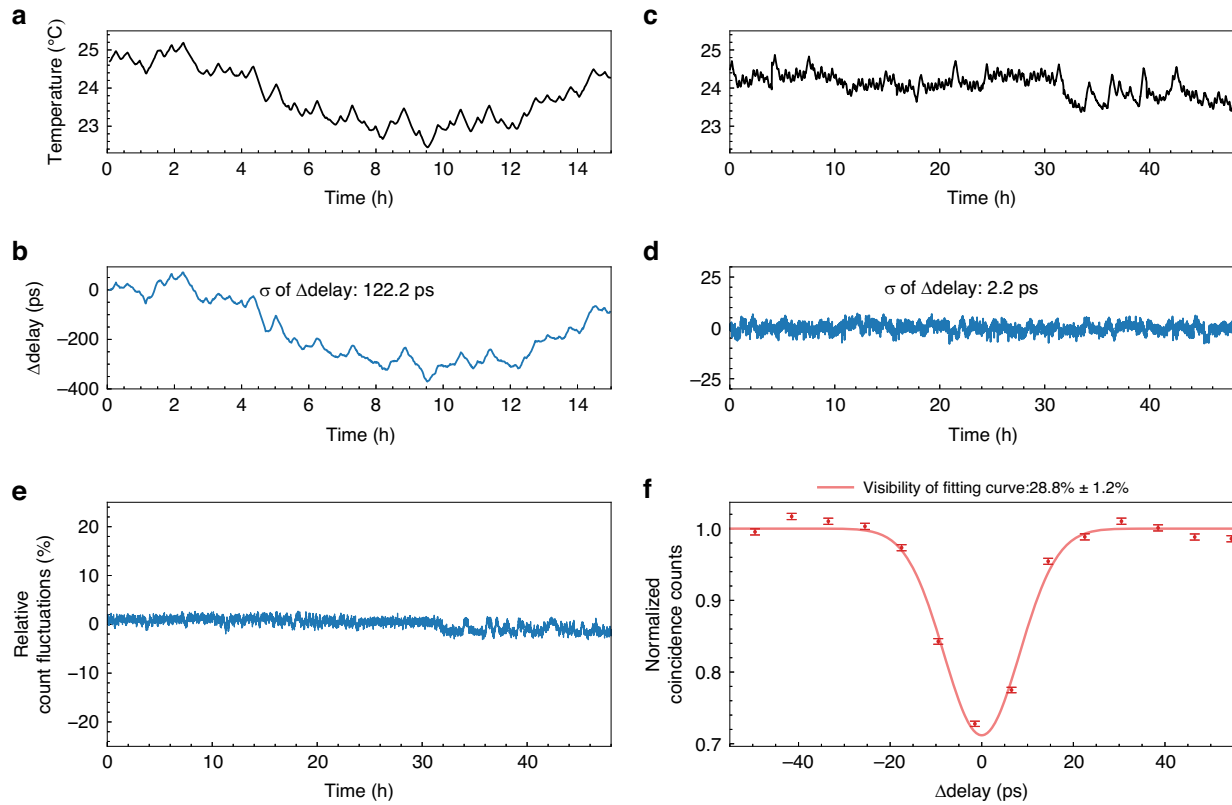 a
Temperature (°C)
25
24
23
0 2 4 6 8 10 12 14
Time (h)
c
25
24
23
0 10 20 30 40
Time (h)
b
Δdelay (ps)
0
−200
−400
σ of Δdelay: 122.2 ps
0 2 4 6 8 10 12 14
Time (h)
d
25
0
−25
σ of Δdelay: 2.2 ps
0 10 20 30 40
Time (h)
e
Relative
count fluctuations (%)
20
10
0
−10
−20
0 10 20 30 40
Time (h)
f
Visibility of fitting curve:28.8% ± 1.2%
Normalized
coincidence counts
1.0
0.9
0.8
0.7
−40 −20 0 20 40
Δdelay (ps)